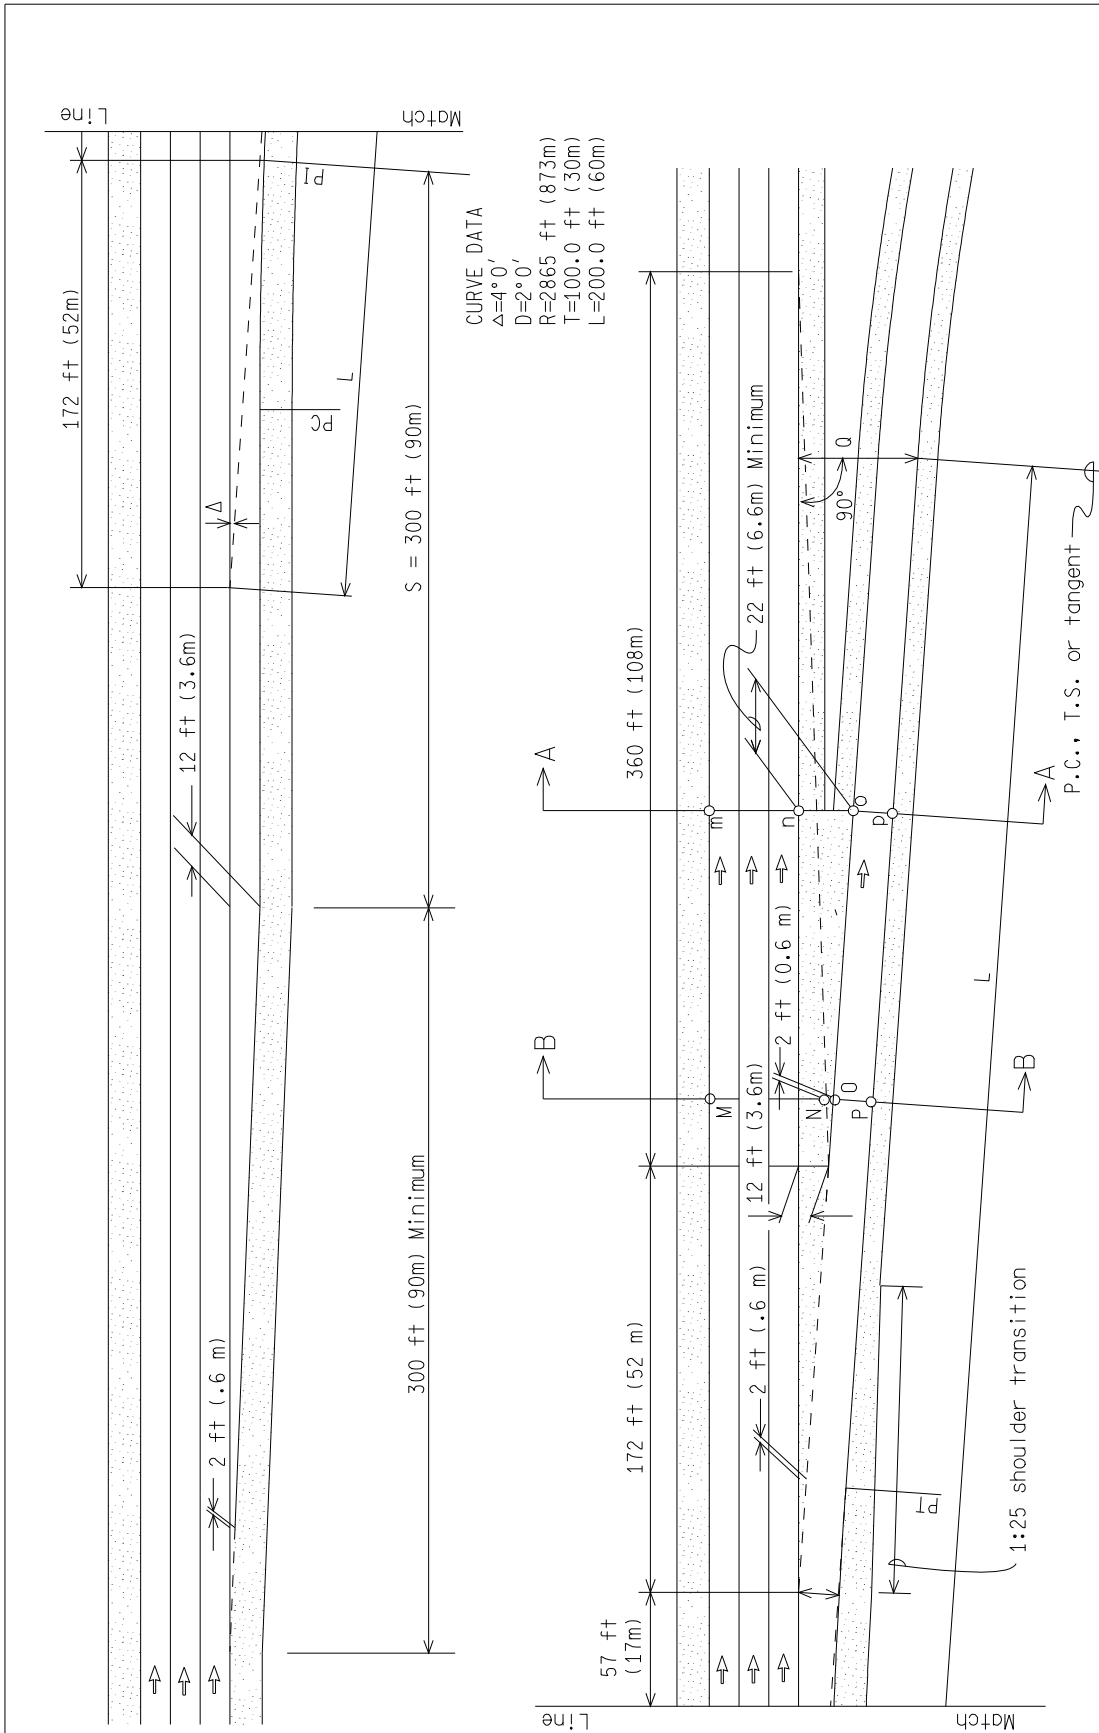 Match
Line
172 ft (52m)
PI
PC
L
Δ
S = 300 ft (90m)
12 ft (3.6m)
300 ft (90m) Minimum
2 ft (.6 m)
CURVE DATA
Δ=4°0'
D=2°0'
R=2865 ft (873m)
T=100.0 ft (30m)
L=200.0 ft (60m)
Match
Line
57 ft
(17m)
172 ft (52 m)
360 ft (108m)
2 ft (.6 m)
12 ft (3.6m)
2 ft (0.6 m)
22 ft (6.6m) Minimum
90°
Q
B
B
A
A
M
N
O
P
m
n
o
p
PT
L
1:25 shoulder transition
P.C., T.S. or tangent